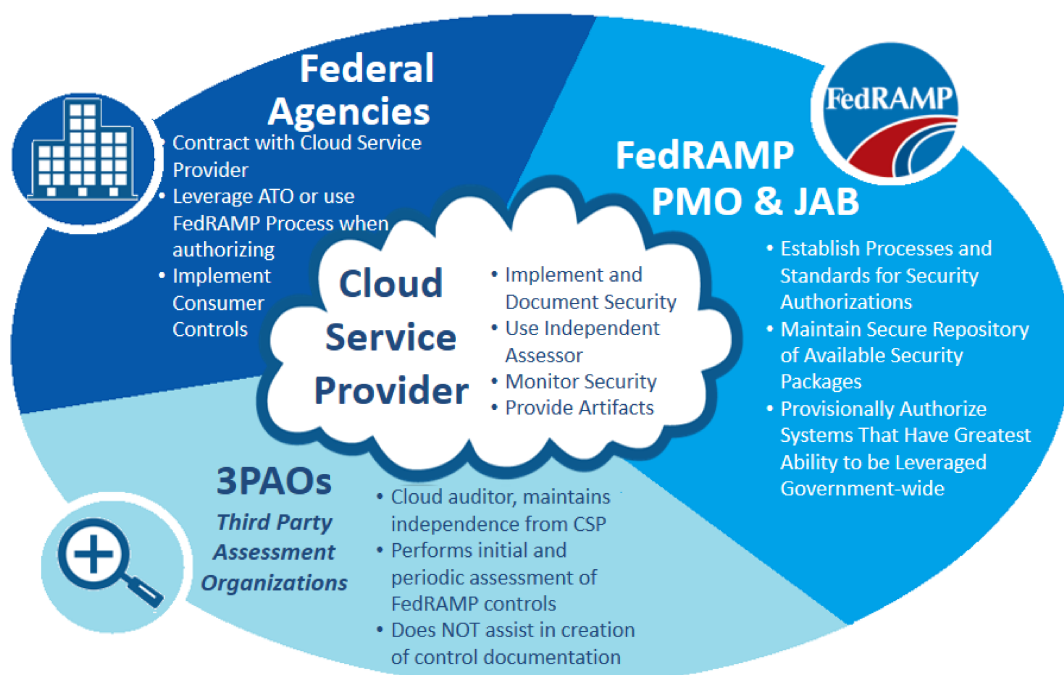 Federal
Agencies
• Contract with Cloud Service
Provider
• Leverage ATO or use
FedRAMP Process when
authorizing
• Implement
Consumer
Controls
FedRAMP
FedRAMP
PMO & JAB
• Establish Processes and
Standards for Security
Authorizations
• Maintain Secure Repository
of Available Security
Packages
• Provisionally Authorize
Systems That Have Greatest
Ability to be Leveraged
Government-wide
Cloud
Service
Provider
• Implement and
Document Security
• Use Independent
Assessor
• Monitor Security
• Provide Artifacts
3PAOs
Third Party
Assessment
Organizations
• Cloud auditor, maintains
independence from CSP
• Performs initial and
periodic assessment of
FedRAMP controls
• Does NOT assist in creation
of control documentation